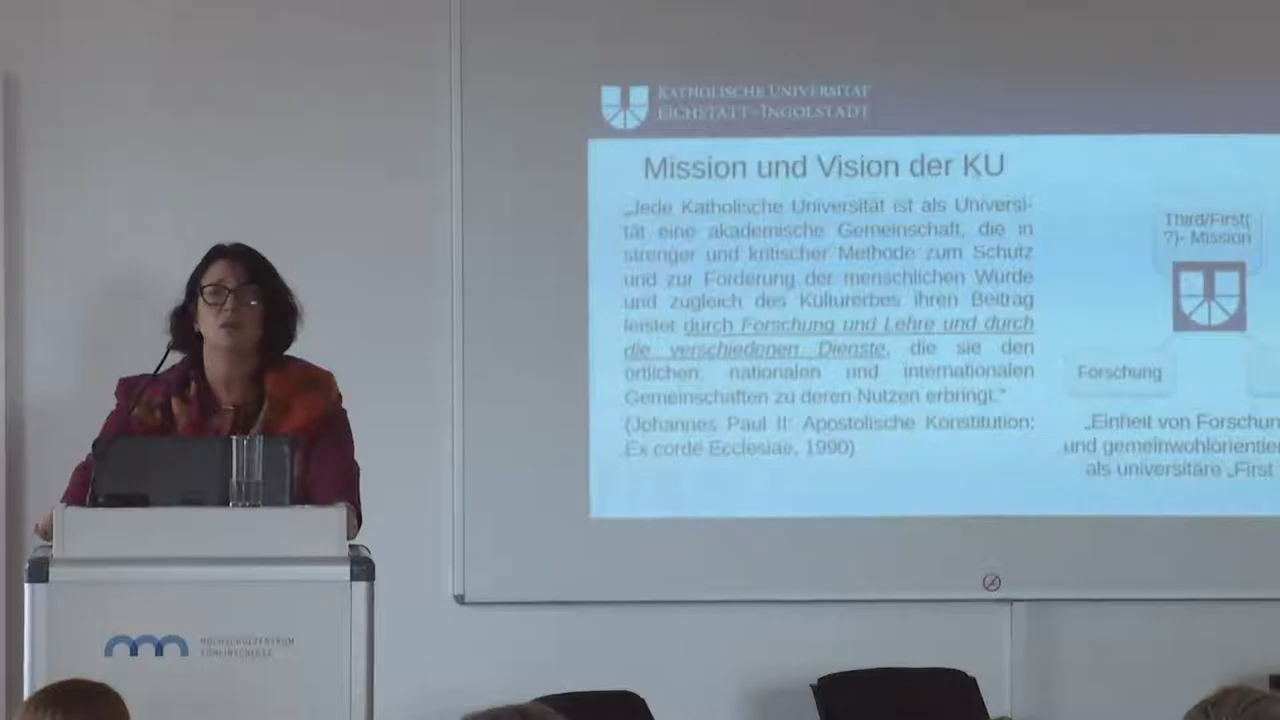 KATHOLISCHE UNIVERSITÄT
EICHSTÄTT-INGOLSTADT
Mission und Vision der KU
„Jede Katholische Universität ist als Universi-
tät eine akademische Gemeinschaft, die in
strenger und kritischer Methode zum Schutz
und zur Förderung der menschlichen Würde
und zugleich des Kulturerbes ihren Beitrag
leistet durch Forschung und Lehre und durch
die verschiedenen Dienste, die sie den
örtlichen, nationalen und internationalen
Gemeinschaften zu deren Nutzen erbringt.“
(Johannes Paul II: Apostolische Konstitution:
Ex corde Ecclesiae, 1990)
Third/First(
?)- Mission
Forschung
„Einheit von Forschun
und gemeinwohlorientie
als universitäre „First
HOCHSCHULZENTRUM